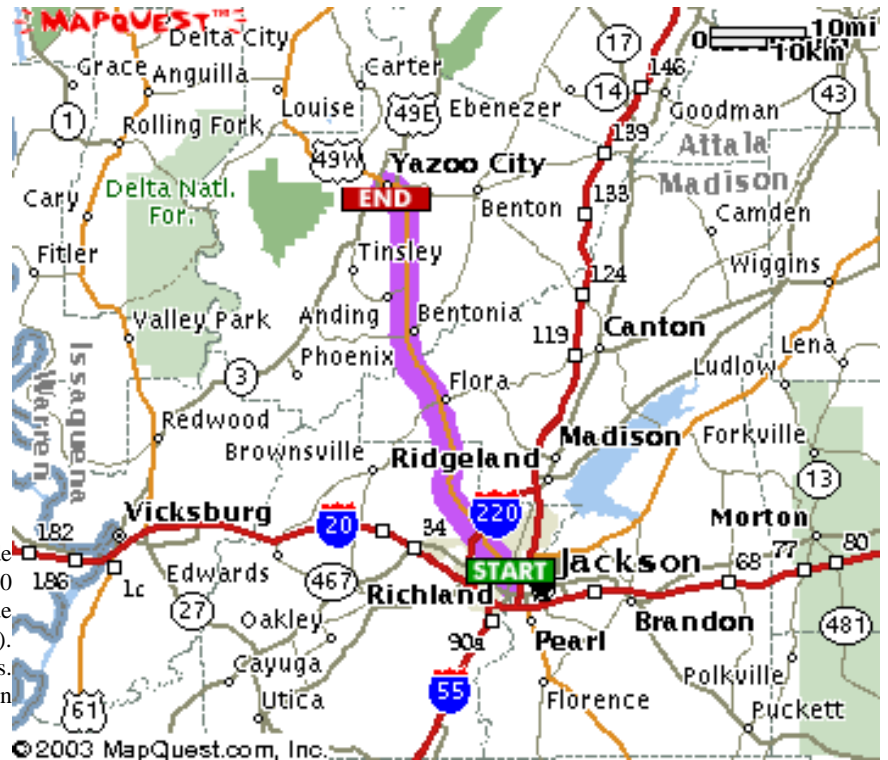 MAPQUEST™
0 10mi
10km
Delta City
17
Grace
Anguilla
Carter
146
14
43
Louise
49E
Ebenezer
Goodman
1
Rolling Fork
139
Attala
49W
Yazoo City
Madison
Delta Natl.
For.
END
133
Cary
Benton
Camden
Fitler
Tinsley
124
Wiggins
Anding
Bentonia
Valley Park
119
Canton
Phoenix
Lena
Ludlow
3
Flora
Issaquena
Warren
Redwood
Brownsville
Madison
Forkville
Ridgeland
13
Vicksburg
20
220
Morton
182
34
77
80
Jackson
68
186
1c
Edwards
467
START
Richland
27
Oakley
Brandon
481
90a
Pearl
Cayuga
55
Polkville
61
Utica
Florence
Puckett
©2003 MapQuest.com, Inc.
e
0
e
).
s.
n